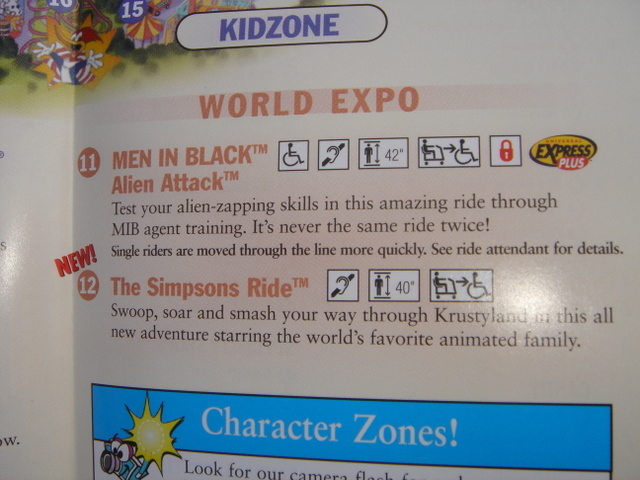 16
15
KIDZONE
WORLD EXPO
11 MEN IN BLACK™ 42" UNIVERSAL EXPRESS PLUS
Alien Attack™
Test your alien-zapping skills in this amazing ride through
MIB agent training. It's never the same ride twice!
Single riders are moved through the line more quickly. See ride attendant for details.
NEW!
12 The Simpsons Ride™ 40"
Swoop, soar and smash your way through Krustyland in this all
new adventure starring the world's favorite animated family.
Character Zones!
ow.
Look for our camera flash